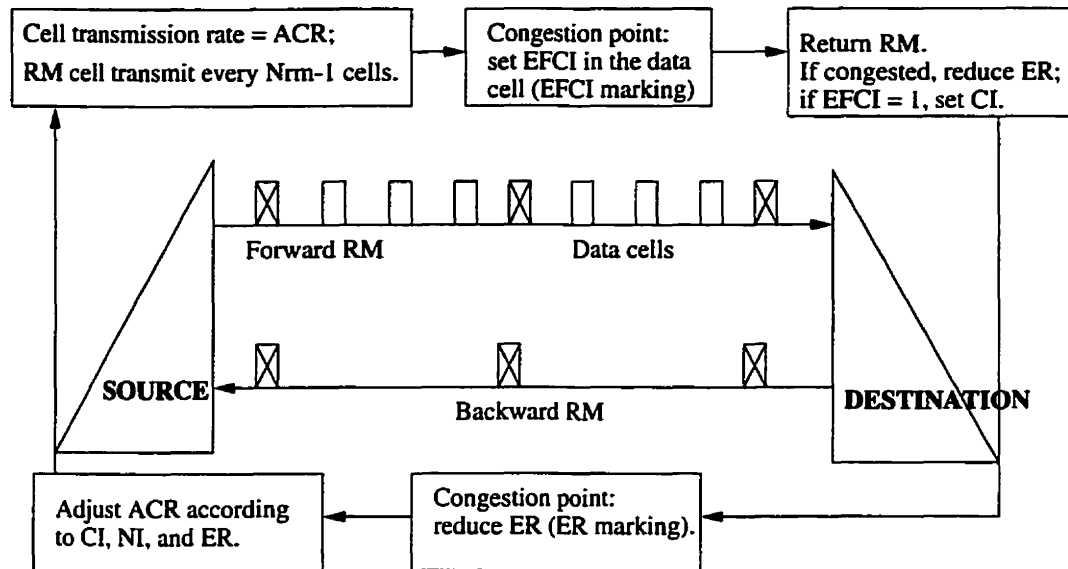 Cell transmission rate = ACR;
RM cell transmit every Nrm-1 cells.
Congestion point:
set EFCI in the data
cell (EFCI marking)
Return RM.
If congested, reduce ER;
if EFCI = 1, set CI.
Forward RM
Data cells
SOURCE
Backward RM
DESTINATION
Adjust ACR according
to CI, NI, and ER.
Congestion point:
reduce ER (ER marking).